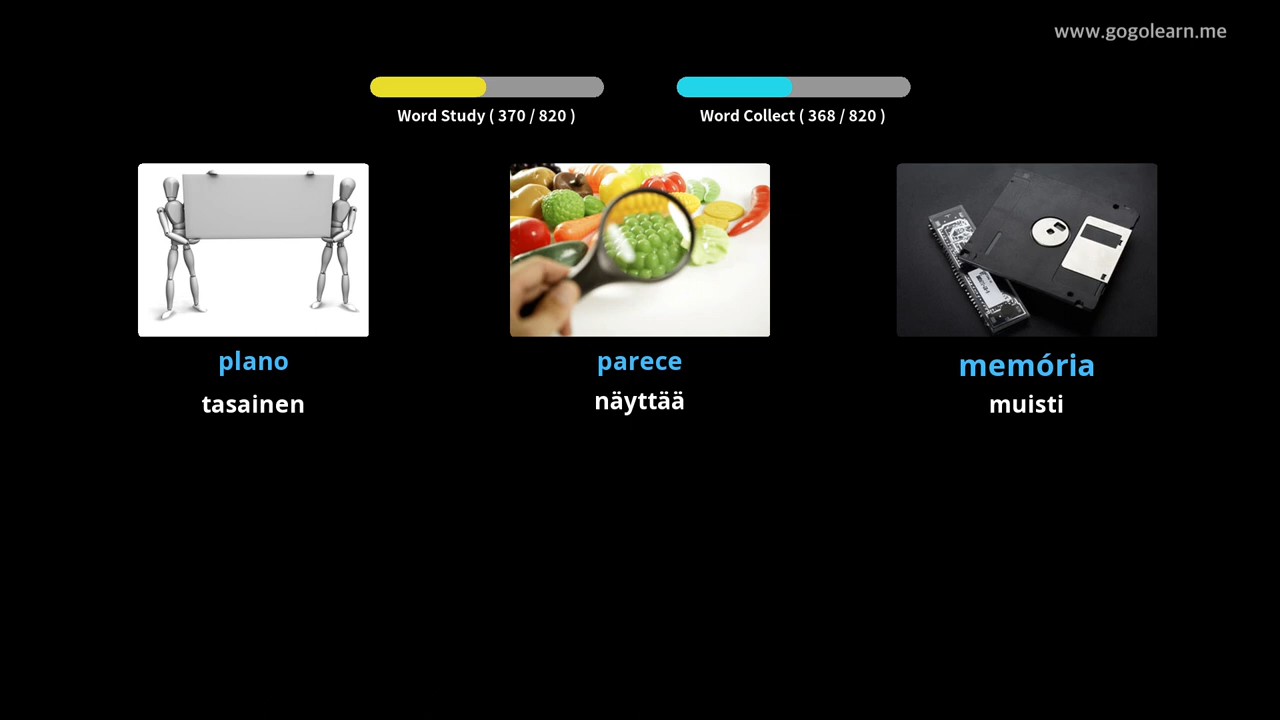 www.gogolearn.me
Word Study ( 370 / 820 )
Word Collect ( 368 / 820 )
plano
tasainen
parece
näyttää
memória
muisti